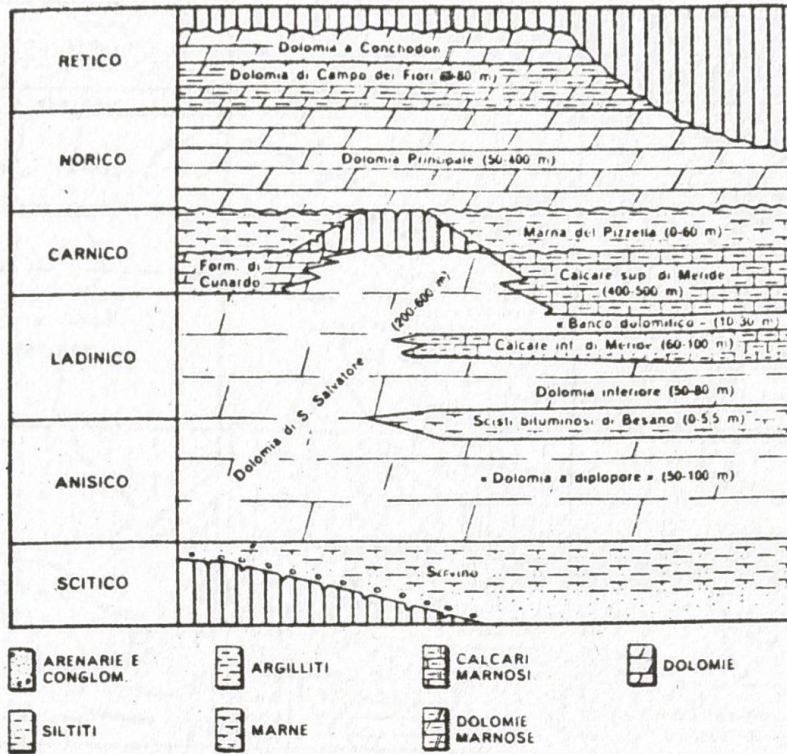 RETICO
Dolomia a Conchodon
Dolomia di Campo dei Fiori 80 m)
NORICO
Dolomia Principale (50-400 m)
CARNICO
Marna del Pizzella (0-60 m)
Form. di
Cunardo
Calcare sup. di Meride
(400-500 m)
LADINICO
Dolomia di S. Salvatore (200-600 m)
« Banco dolomitico - (10-30 m)
Calcare inf. di Meride (60-100 m)
Dolomia inferiore (50-80 m)
Scisti bituminosi di Besano (0-5,5 m)
ANISICO
« Dolomia a diplopore » (50-100 m)
SCITICO
Servino
ARENARIE E
CONGLOM.
ARGILLITI
CALCARI
MARNOSI
DOLOMIE
SILTITI
MARNE
DOLOMIE
MARNOSE